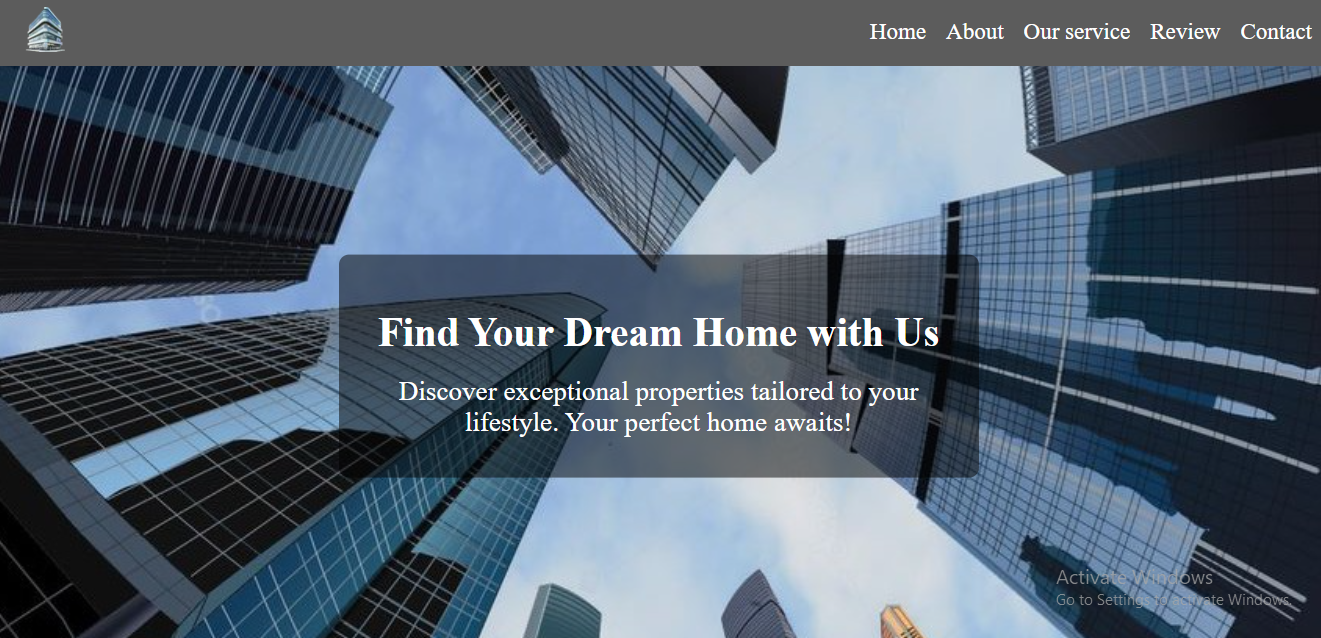 Home About Our service Review Contact
Find Your Dream Home with Us
Discover exceptional properties tailored to your
lifestyle. Your perfect home awaits!
Activate Windows
Go to Settings to activate Windows.